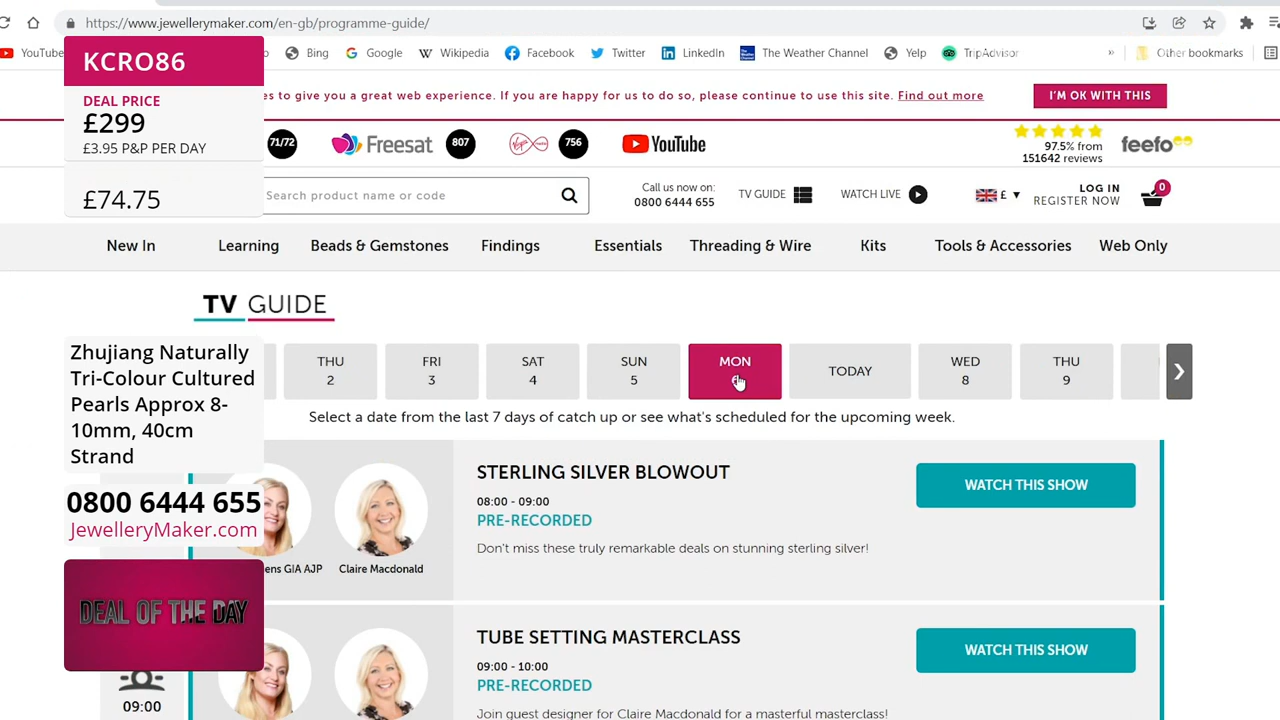 https://www.jewellerymaker.com/en-gb/programme-guide/
YouTube
Bing
Google
Wikipedia
Facebook
Twitter
LinkedIn
The Weather Channel
Yelp
TripAdvisor
»
Other bookmarks
KCRO86
DEAL PRICE
£299
£3.95 P&P PER DAY
£74.75
es to give you a great web experience. If you are happy for us to do so, please continue to use this site. Find out more
I'M OK WITH THIS
71/72
Freesat
807
756
YouTube
97.5% from
151642 reviews
feefo
Search product name or code
Call us now on:
0800 6444 655
TV GUIDE
WATCH LIVE
£ ▼
LOG IN
REGISTER NOW
0
New In
Learning
Beads & Gemstones
Findings
Essentials
Threading & Wire
Kits
Tools & Accessories
Web Only
TV GUIDE
THU
2
FRI
3
SAT
4
SUN
5
MON
TODAY
WED
8
THU
9
Select a date from the last 7 days of catch up or see what's scheduled for the upcoming week.
Zhujiang Naturally
Tri-Colour Cultured
Pearls Approx 8-
10mm, 40cm
Strand
0800 6444 655
JewelleryMaker.com
DEAL OF THE DAY
ens GIA AJP
Claire Macdonald
STERLING SILVER BLOWOUT
08:00 - 09:00
PRE-RECORDED
Don't miss these truly remarkable deals on stunning sterling silver!
WATCH THIS SHOW
09:00
TUBE SETTING MASTERCLASS
09:00 - 10:00
PRE-RECORDED
Join guest designer for Claire Macdonald for a masterful masterclass!
WATCH THIS SHOW